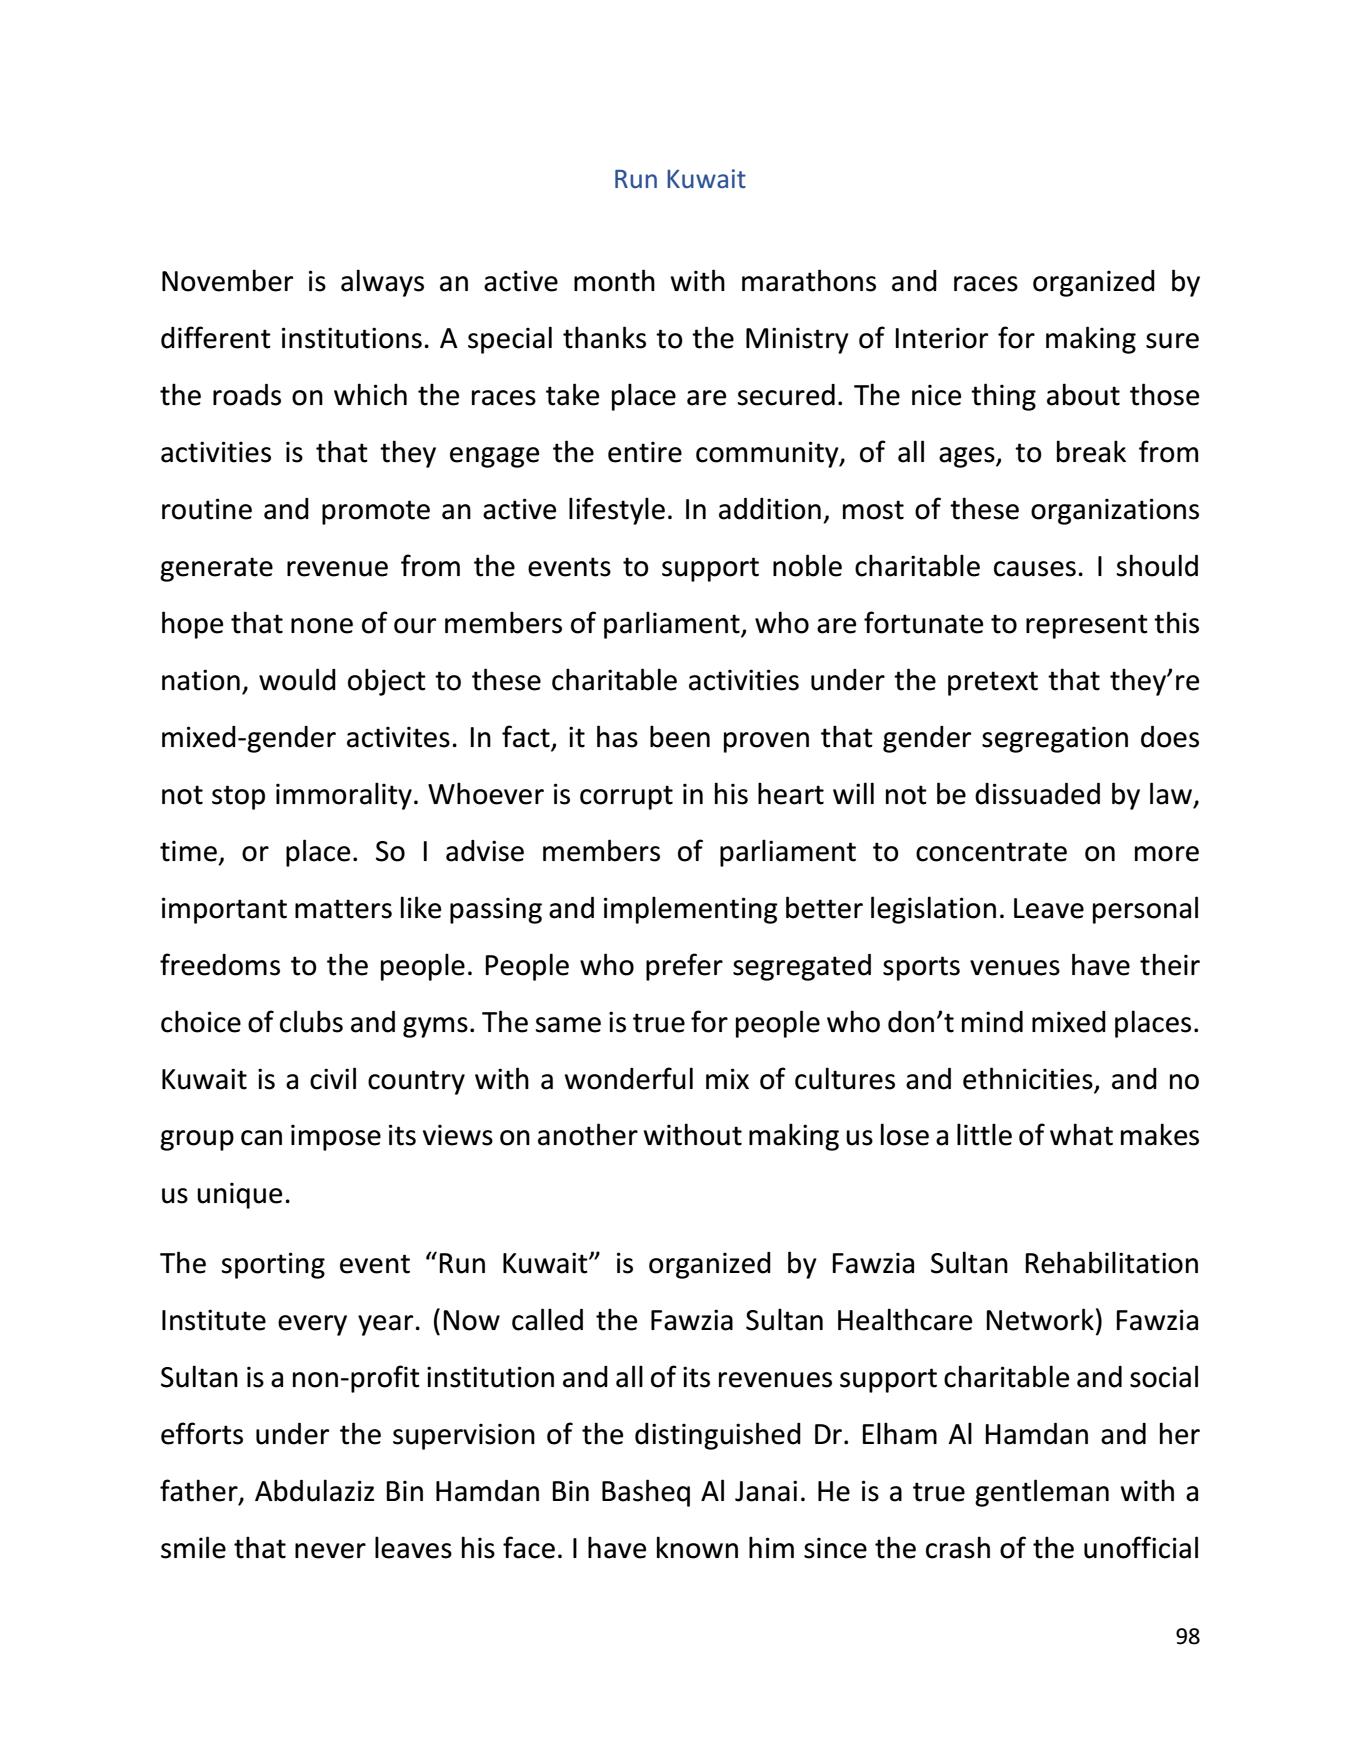 Run Kuwait
November is always an active month with marathons and races organized by
different institutions. A special thanks to the Ministry of Interior for making sure
the roads on which the races take place are secured. The nice thing about those
activities is that they engage the entire community, of all ages, to break from
routine and promote an active lifestyle. In addition, most of these organizations
generate revenue from the events to support noble charitable causes. I should
hope that none of our members of parliament, who are fortunate to represent this
nation, would object to these charitable activities under the pretext that they’re
mixed-gender activites. In fact, it has been proven that gender segregation does
not stop immorality. Whoever is corrupt in his heart will not be dissuaded by law,
time, or place. So I advise members of parliament to concentrate on more
important matters like passing and implementing better legislation. Leave personal
freedoms to the people. People who prefer segregated sports venues have their
choice of clubs and gyms. The same is true for people who don’t mind mixed places.
Kuwait is a civil country with a wonderful mix of cultures and ethnicities, and no
group can impose its views on another without making us lose a little of what makes
us unique.
The sporting event “Run Kuwait” is organized by Fawzia Sultan Rehabilitation
Institute every year. (Now called the Fawzia Sultan Healthcare Network) Fawzia
Sultan is a non-profit institution and all of its revenues support charitable and social
efforts under the supervision of the distinguished Dr. Elham Al Hamdan and her
father, Abdulaziz Bin Hamdan Bin Basheq Al Janai. He is a true gentleman with a
smile that never leaves his face. I have known him since the crash of the unofficial
98